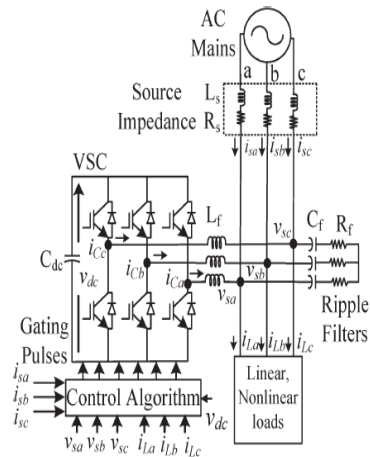 AC
Mains
a b c
Source
Impedance
Ls
Rs
isa isb isc
VSC
Lf
vsc
Cf Rf
iCc
Cdc
vdc
iCb
vsb
iCa
vsa
Ripple
Filters
Gating
Pulses
iLa iLb iLc
isa
isb
isc
Control Algorithm
vdc
Linear,
Nonlinear
loads
vsa vsb vsc iLa iLb iLc